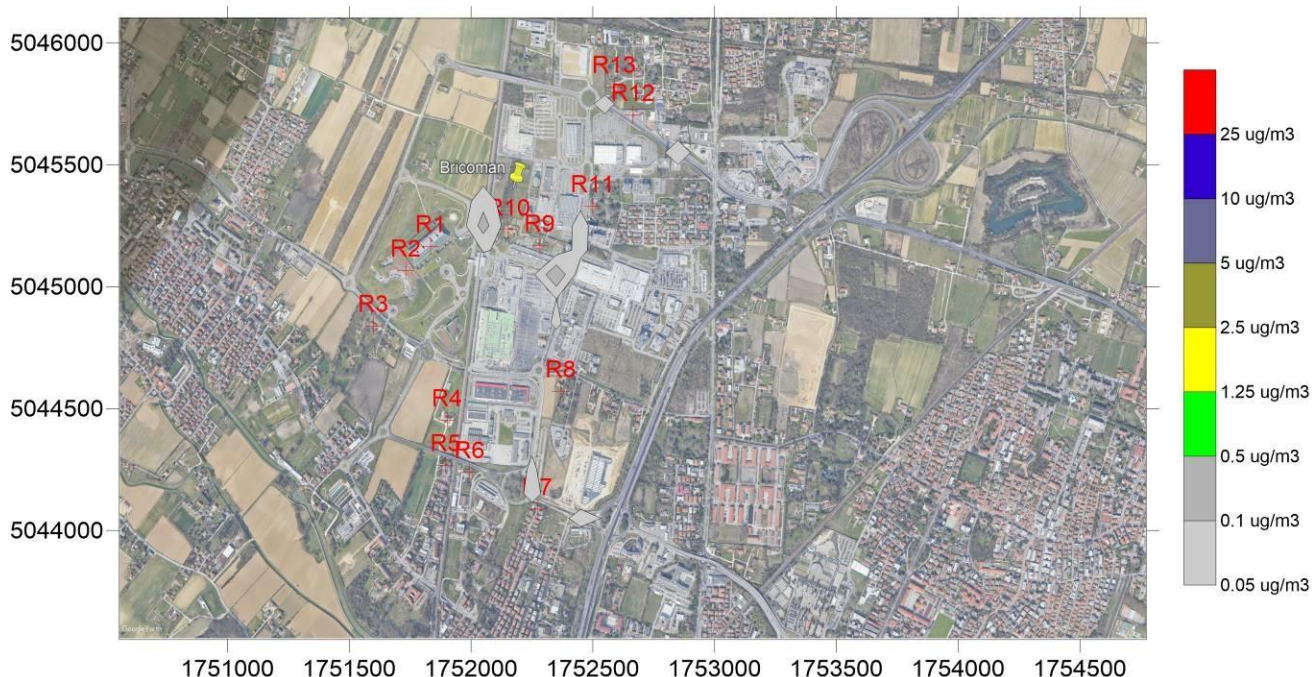 5046000
5045500
5045000
5044500
5044000
R13
R12
Bricoman
R11
R10
R9
R1
R2
R3
R8
R4
R5
R6
7
Google Earth
1751000
1751500
1752000
1752500
1753000
1753500
1754000
1754500
25 ug/m3
10 ug/m3
5 ug/m3
2.5 ug/m3
1.25 ug/m3
0.5 ug/m3
0.1 ug/m3
0.05 ug/m3